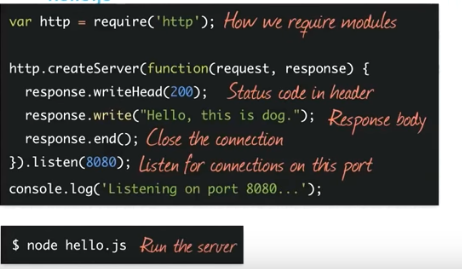 var http = require('http'); How we require modules
http.createServer(function(request, response) {
response.writeHead(200); Status code in header
response.write("Hello, this is dog."); Response body
response.end(); Close the connection
}).listen(8080); Listen for connections on this port
console.log('Listening on port 8080...');
$ node hello.js Run the server